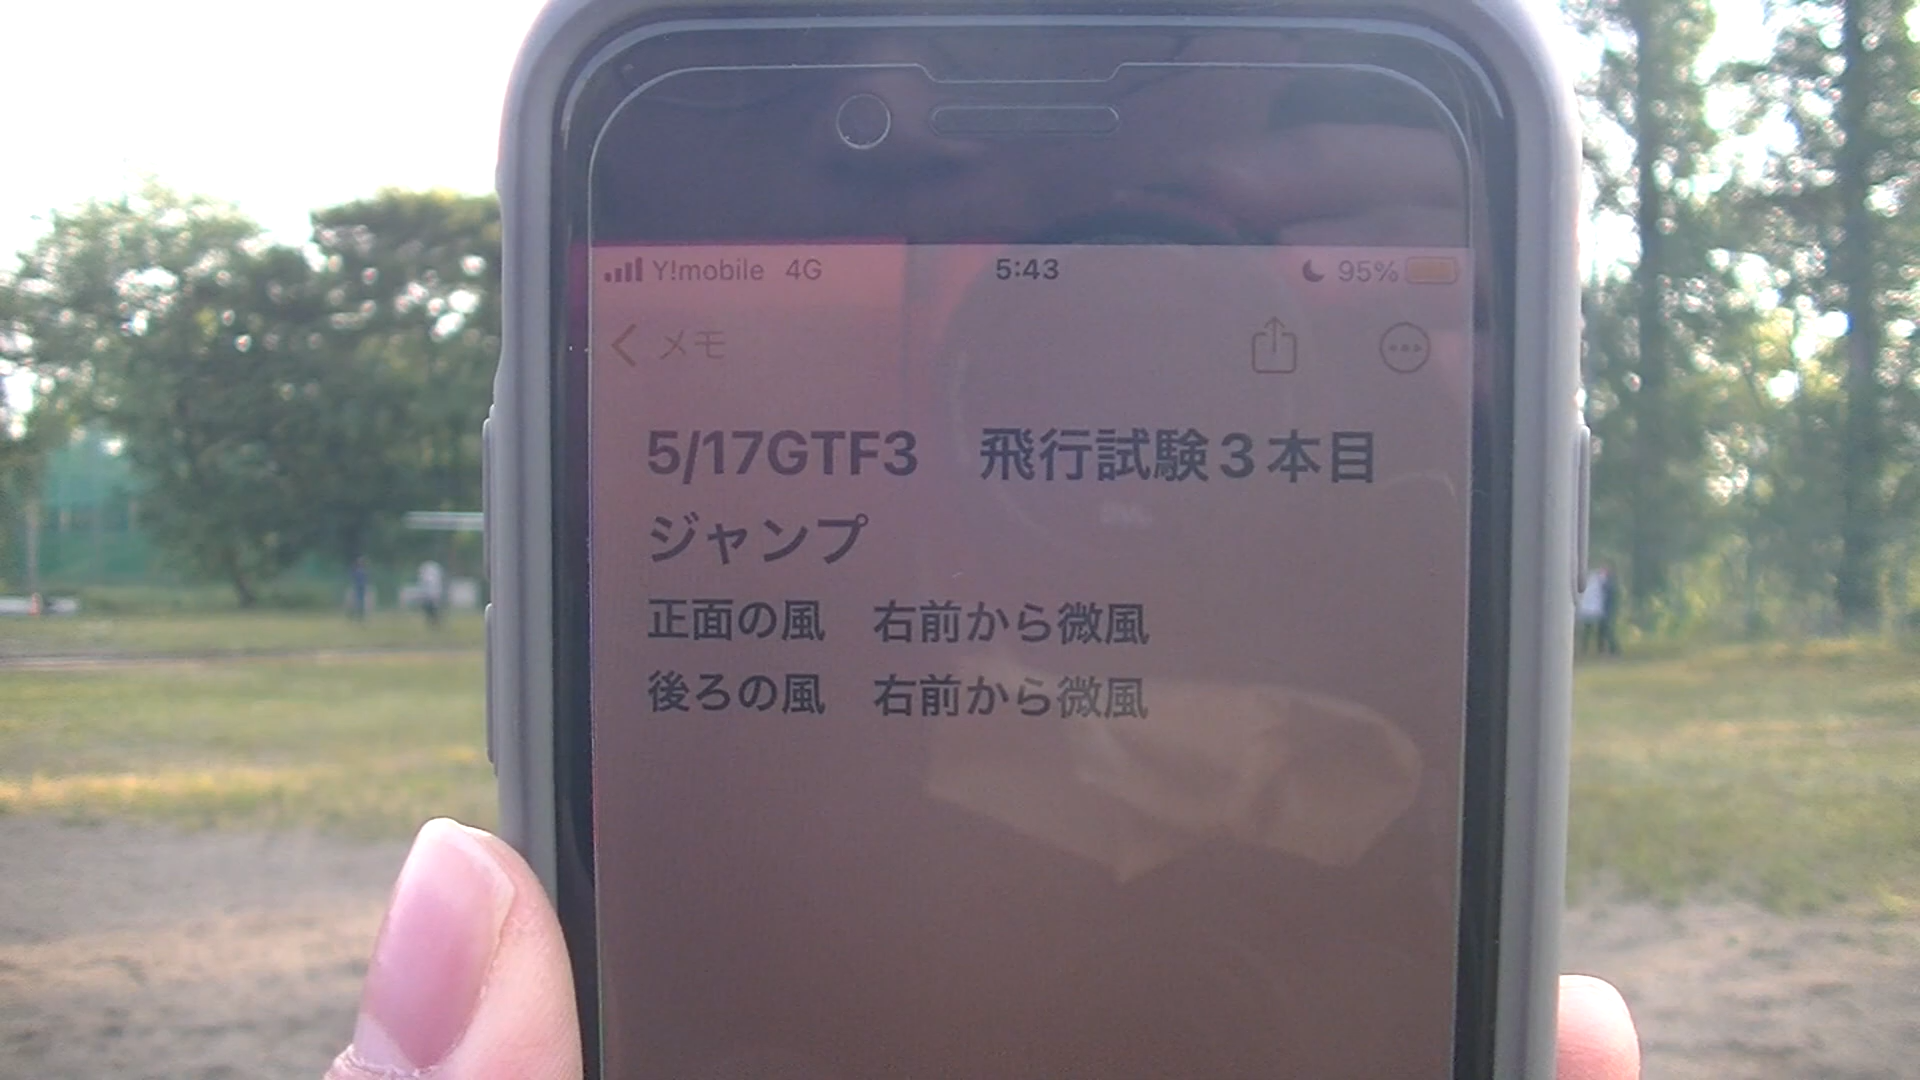 Y!mobile 4G 5:43 95%
メモ
5/17GTF3　飛行試験３本目
ジャンプ
正面の風　右前から微風
後ろの風　右前から微風